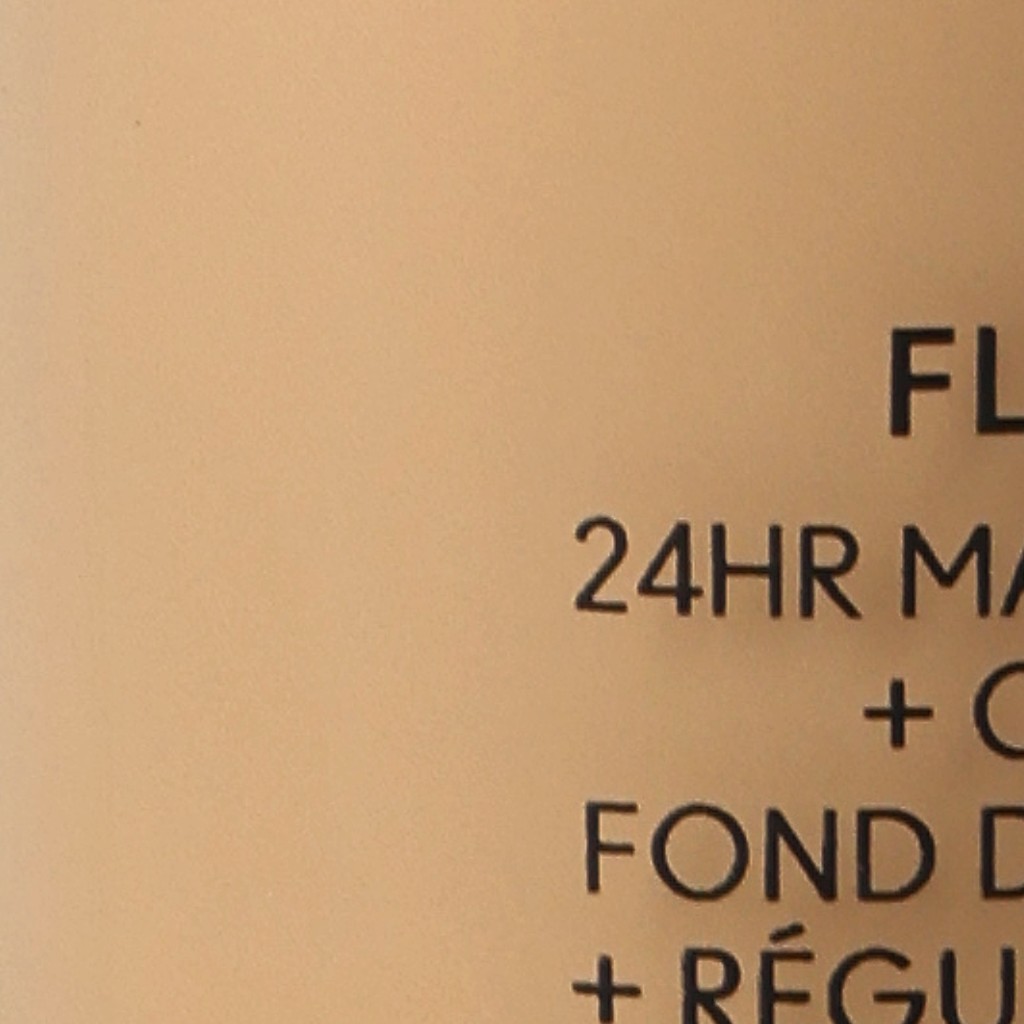 FL
24HR MA
+ C
FOND D
+ RÉGU